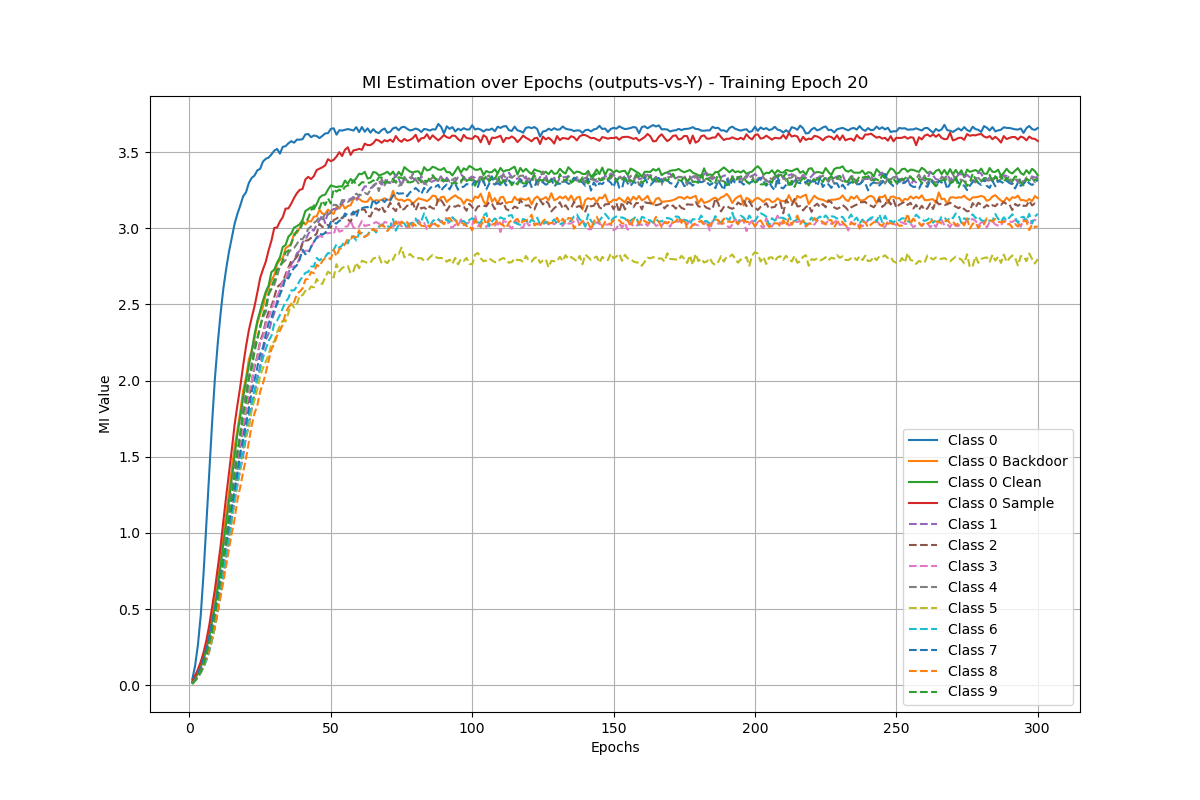 MI Estimation over Epochs (outputs-vs-Y) - Training Epoch 20
MI Value
3.5
3.0
2.5
2.0
1.5
1.0
0.5
0.0
0
50
100
150
200
250
300
Epochs
Class 0
Class 0 Backdoor
Class 0 Clean
Class 0 Sample
Class 1
Class 2
Class 3
Class 4
Class 5
Class 6
Class 7
Class 8
Class 9